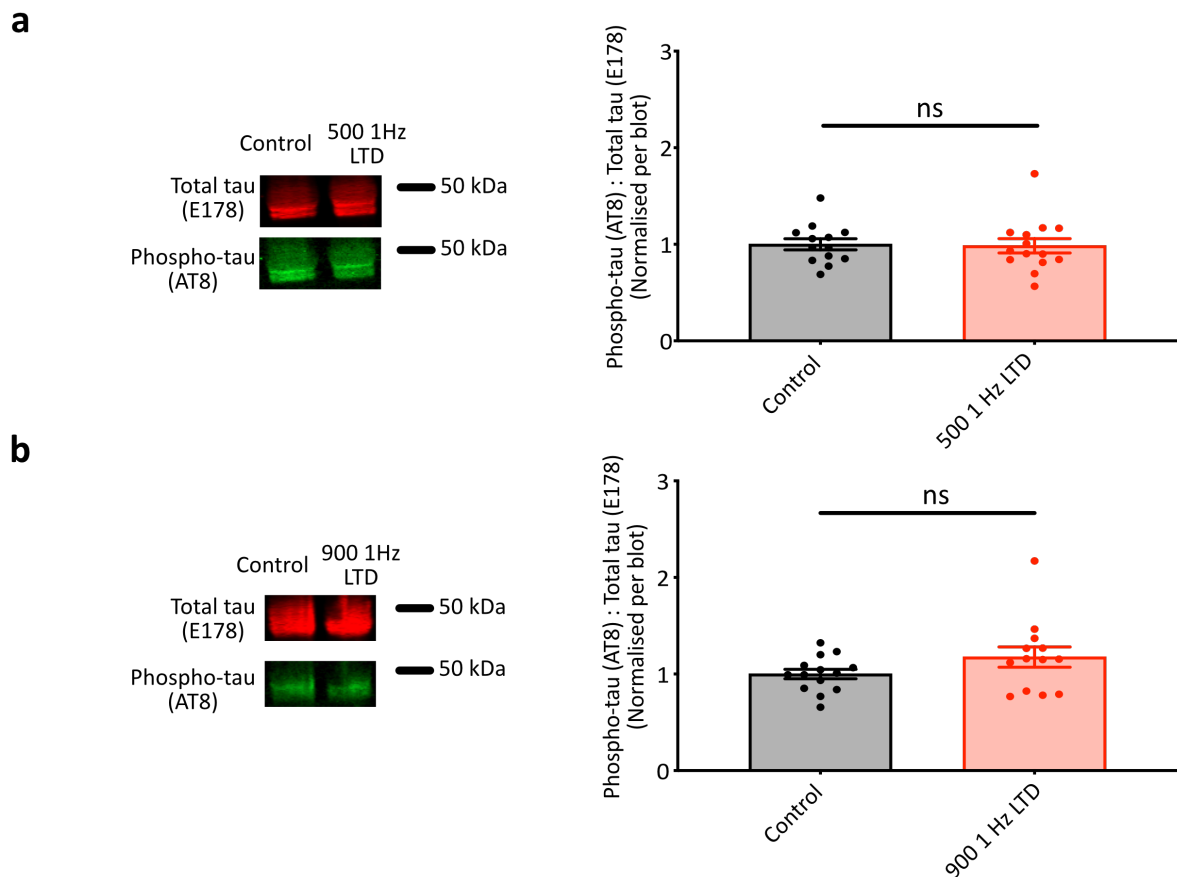 a
Control
500 1Hz
LTD
Total tau
(E178)
50 kDa
Phospho-tau
(AT8)
50 kDa
Phospho-tau (AT8) : Total tau (E178)
(Normalised per blot)
3
2
1
0
ns
Control
500 1 Hz LTD
b
Control
900 1Hz
LTD
Total tau
(E178)
50 kDa
Phospho-tau
(AT8)
50 kDa
Phospho-tau (AT8) : Total tau (E178)
(Normalised per blot)
3
2
1
0
ns
Control
900 1 Hz LTD